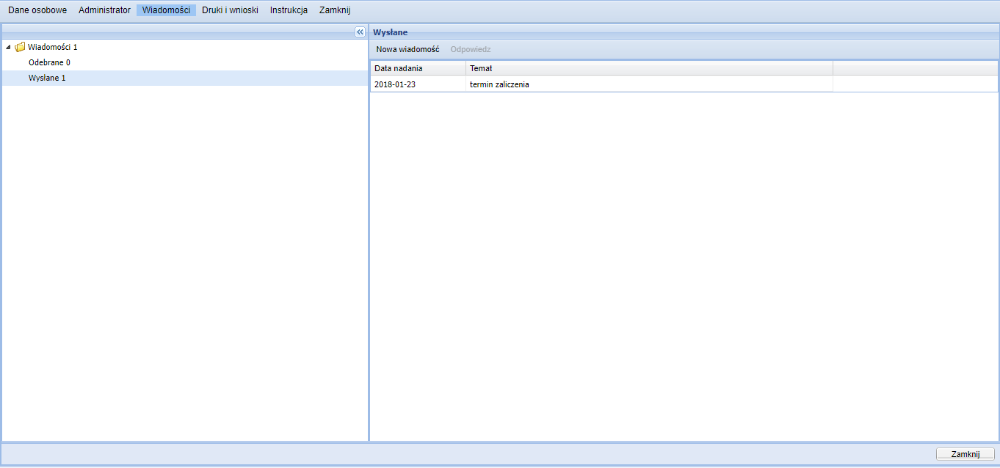 Dane osobowe Administrator Wiadomości Druki i wnioski Instrukcja Zamknij
Wysłane
Wiadomości 1
Odebrane 0
Wysłane 1
Nowa wiadomość Odpowiedz
Data nadania Temat
2018-01-23 termin zaliczenia
Zamknij